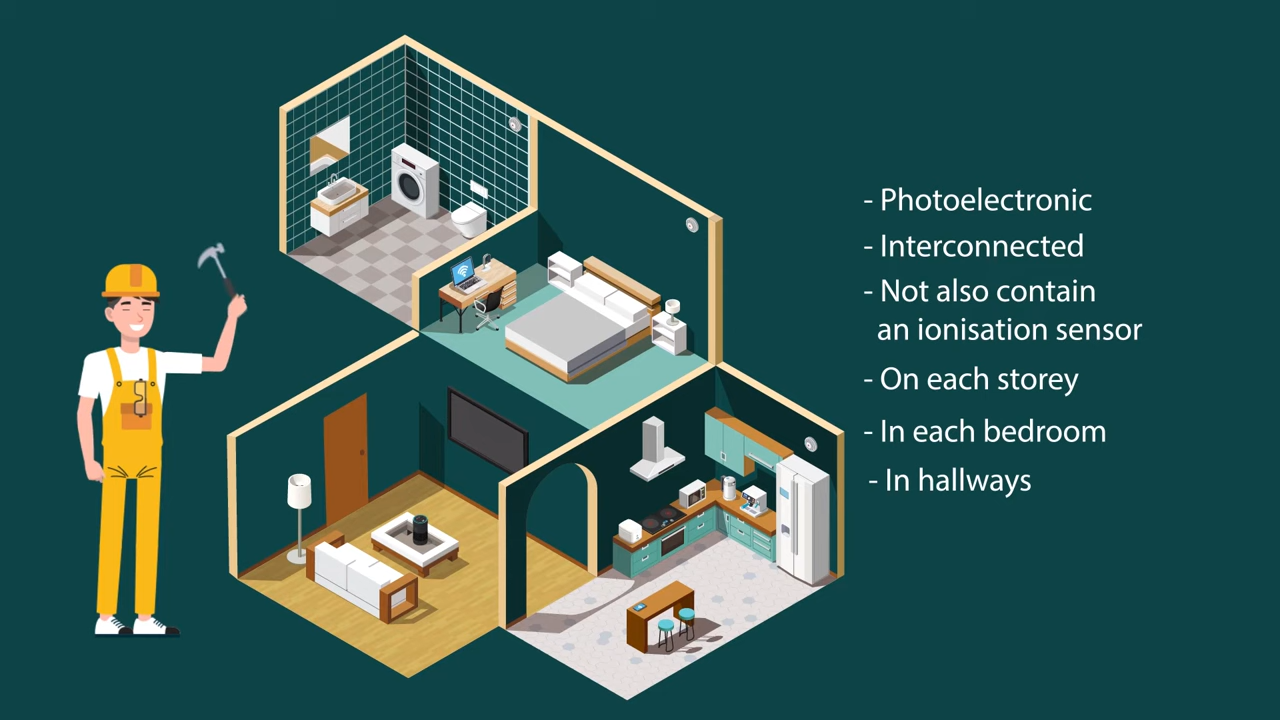 - Photoelectronic
- Interconnected
- Not also contain
an ionisation sensor
- On each storey
- In each bedroom
- In hallways